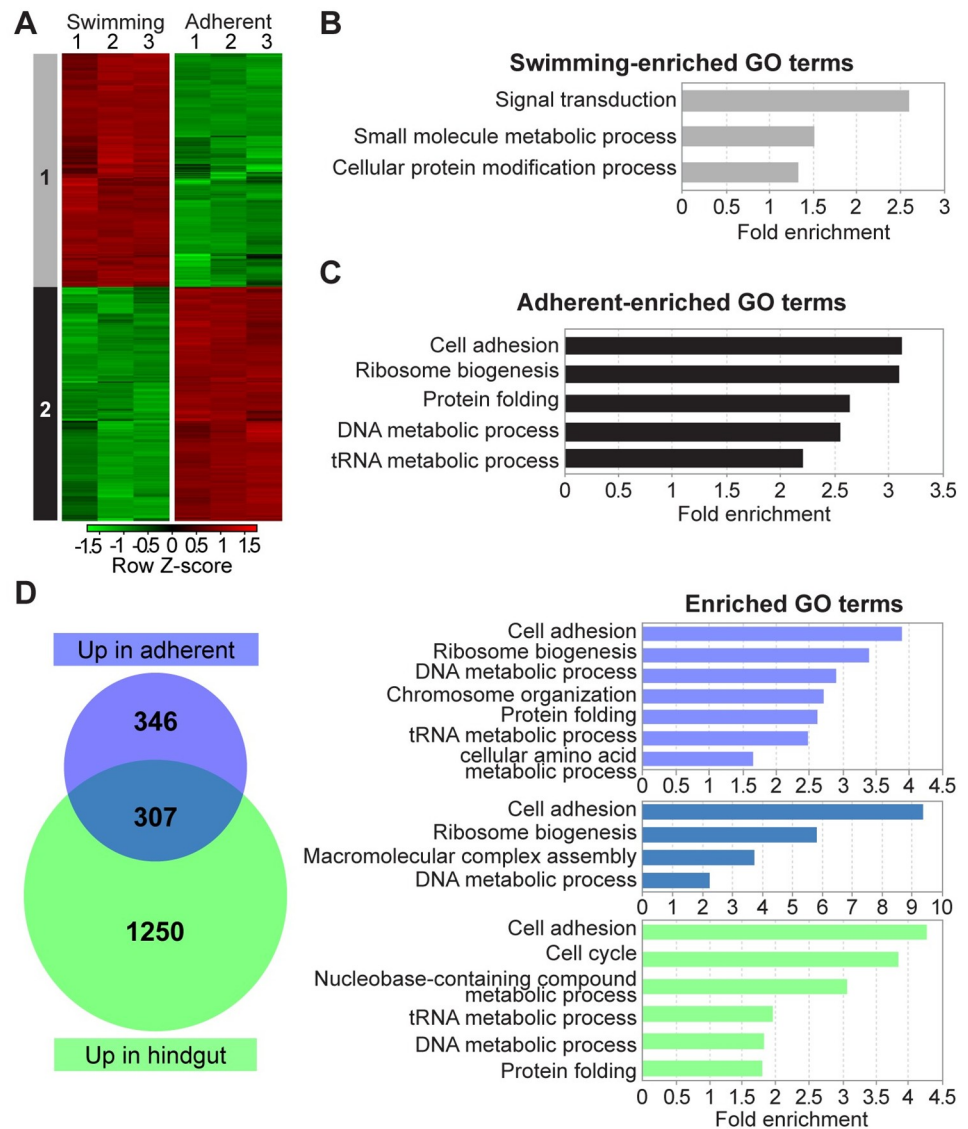 A
Swimming Adherent
1 2 3 1 2 3
1
2
-1.5 -1 -0.5 0 0.5 1 1.5
Row Z-score
B
Swimming-enriched GO terms
Signal transduction
Small molecule metabolic process
Cellular protein modification process
0 0.5 1 1.5 2 2.5 3
Fold enrichment
C
Adherent-enriched GO terms
Cell adhesion
Ribosome biogenesis
Protein folding
DNA metabolic process
tRNA metabolic process
0 0.5 1 1.5 2 2.5 3 3.5
Fold enrichment
D
Up in adherent
346
307
1250
Up in hindgut
Enriched GO terms
Cell adhesion
Ribosome biogenesis
DNA metabolic process
Chromosome organization
Protein folding
tRNA metabolic process
cellular amino acid
metabolic process
0 0.5 1 1.5 2 2.5 3 3.5 4 4.5
Cell adhesion
Ribosome biogenesis
Macromolecular complex assembly
DNA metabolic process
0 1 2 3 4 5 6 7 8 9 10
Cell adhesion
Cell cycle
Nucleobase-containing compound
metabolic process
tRNA metabolic process
DNA metabolic process
Protein folding
0 0.5 1 1.5 2 2.5 3 3.5 4 4.5
Fold enrichment